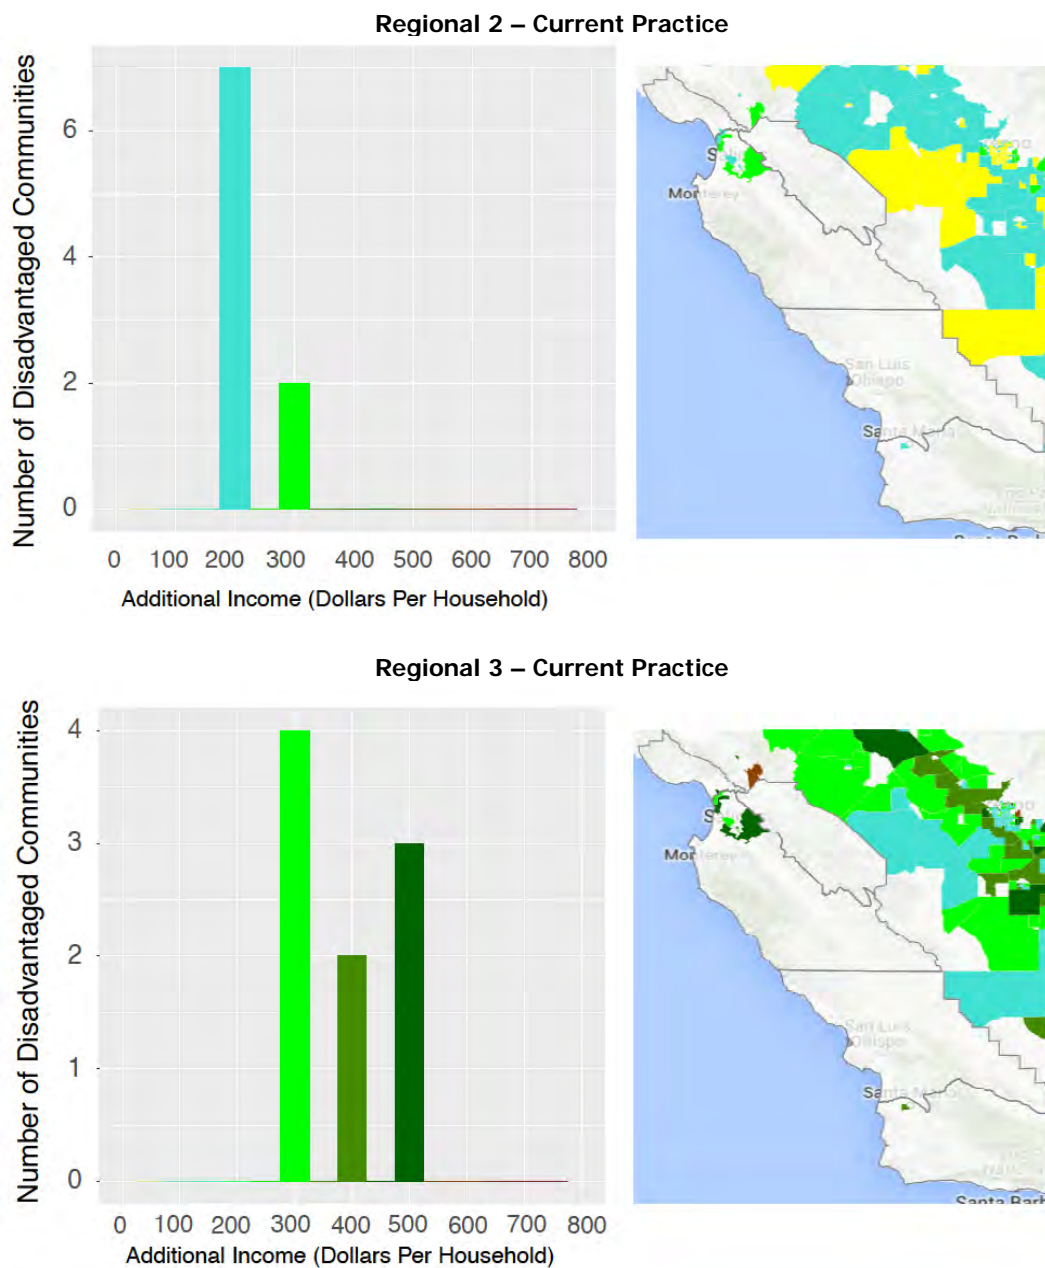 Regional 2 – Current Practice
Number of Disadvantaged Communities
6
4
2
0
0 100 200 300 400 500 600 700 800
Additional Income (Dollars Per Household)
Monterey
San Luis
Obispo
Santa Maria
Regional 3 – Current Practice
Number of Disadvantaged Communities
4
3
2
1
0
0 100 200 300 400 500 600 700 800
Additional Income (Dollars Per Household)
Monterey
San Luis
Obispo
Santa Maria
Santa Barb